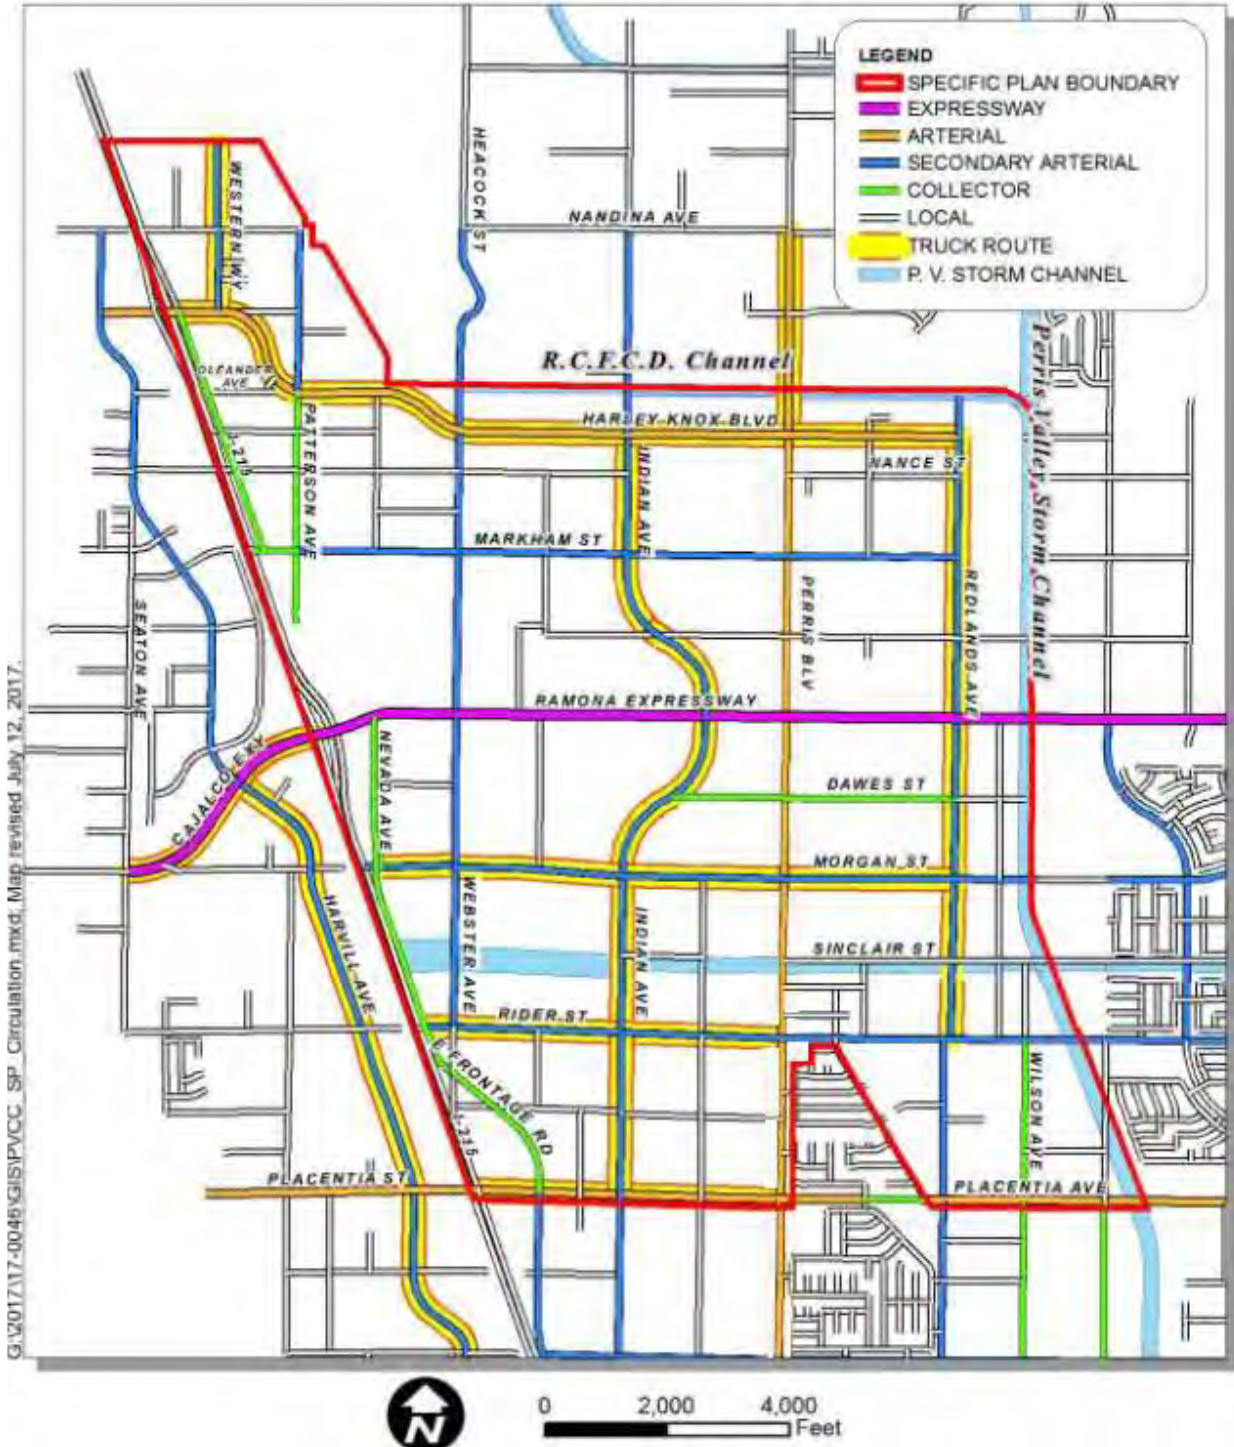 LEGEND
SPECIFIC PLAN BOUNDARY
EXPRESSWAY
ARTERIAL
SECONDARY ARTERIAL
COLLECTOR
LOCAL
TRUCK ROUTE
P. V. STORM CHANNEL
HEACOCK ST
WESTERN WY
NANDINA AVE
R.C.F.C.D. Channel
Perris Valley Storm Channel
OLEANDER
AVE
HARLEY-KNOX-BLVD
PATTERSON AVE
I-215
INDIAN AVE
NANCE ST
MARKHAM ST
SEATON AVE
PERRIS BLV
REDLANDS AVE
RAMONA EXPRESSWAY
CAJALCO EXY
NEVADA AVE
DAWES ST
MORGAN ST
HARVILL AVE
WEBSTER AVE
INDIAN AVE
SINCLAIR ST
RIDER ST
E FRONTAGE RD
I-215
WILSON AVE
PLACENTIA ST
PLACENTIA AVE
G:\2017\17-0046\GIS\PVCC_SP_Circulation.mxd; Map revised July 12, 2017.
N
0 2,000 4,000
Feet